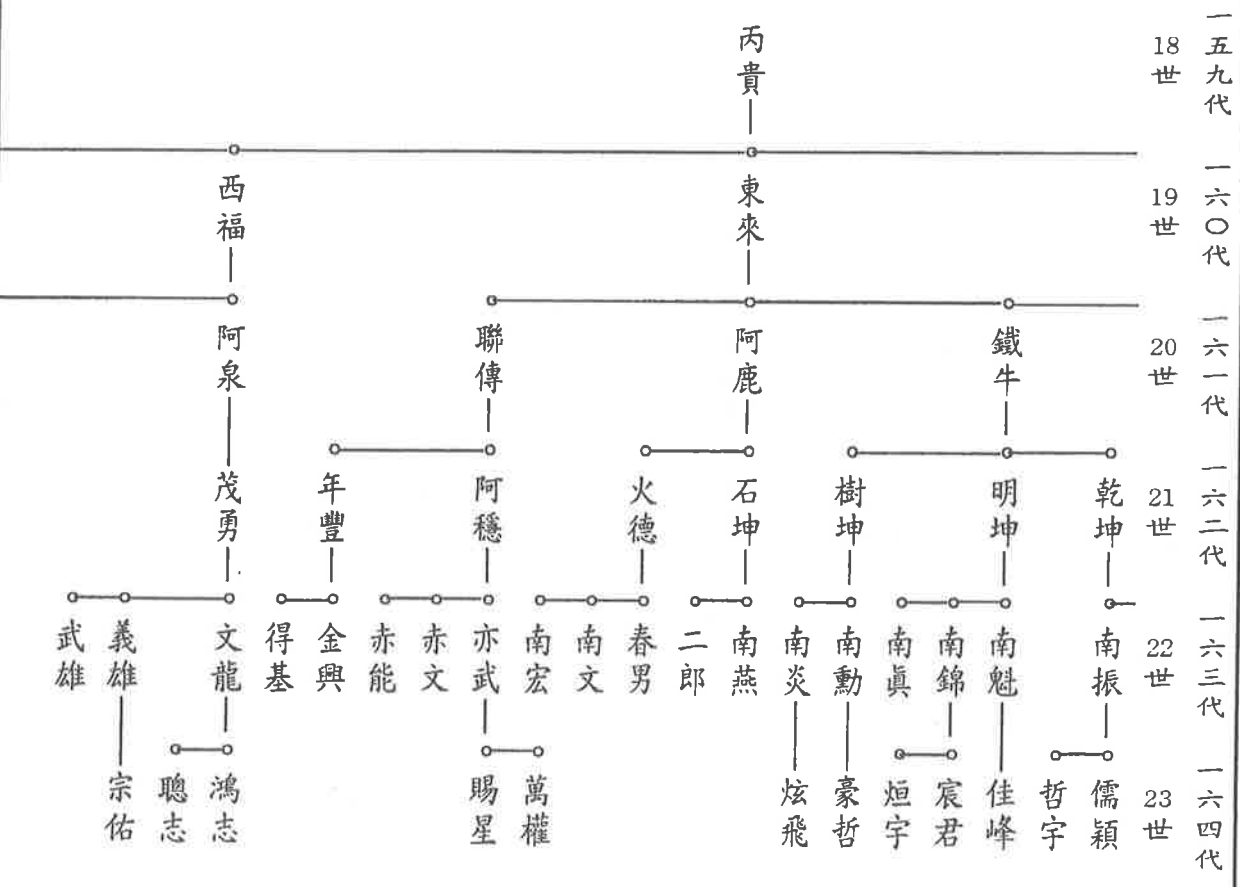 一五九代
18世
丙貴
一六〇代
19世
東來
西福
一六一代
20世
鐵牛
阿鹿
聯傳
阿泉
一六二代
21世
乾坤
明坤
樹坤
石坤
火德
阿穩
年豐
茂勇
一六三代
22世
南振
南魁
南錦
南眞
南勳
南炎
南燕
二郎
春男
南文
南宏
亦武
赤文
赤能
金興
得基
文龍
義雄
武雄
一六四代
23世
儒穎
哲宇
佳峰
宸君
烜宇
豪哲
炫飛
萬權
賜星
鴻志
聰志
宗佑